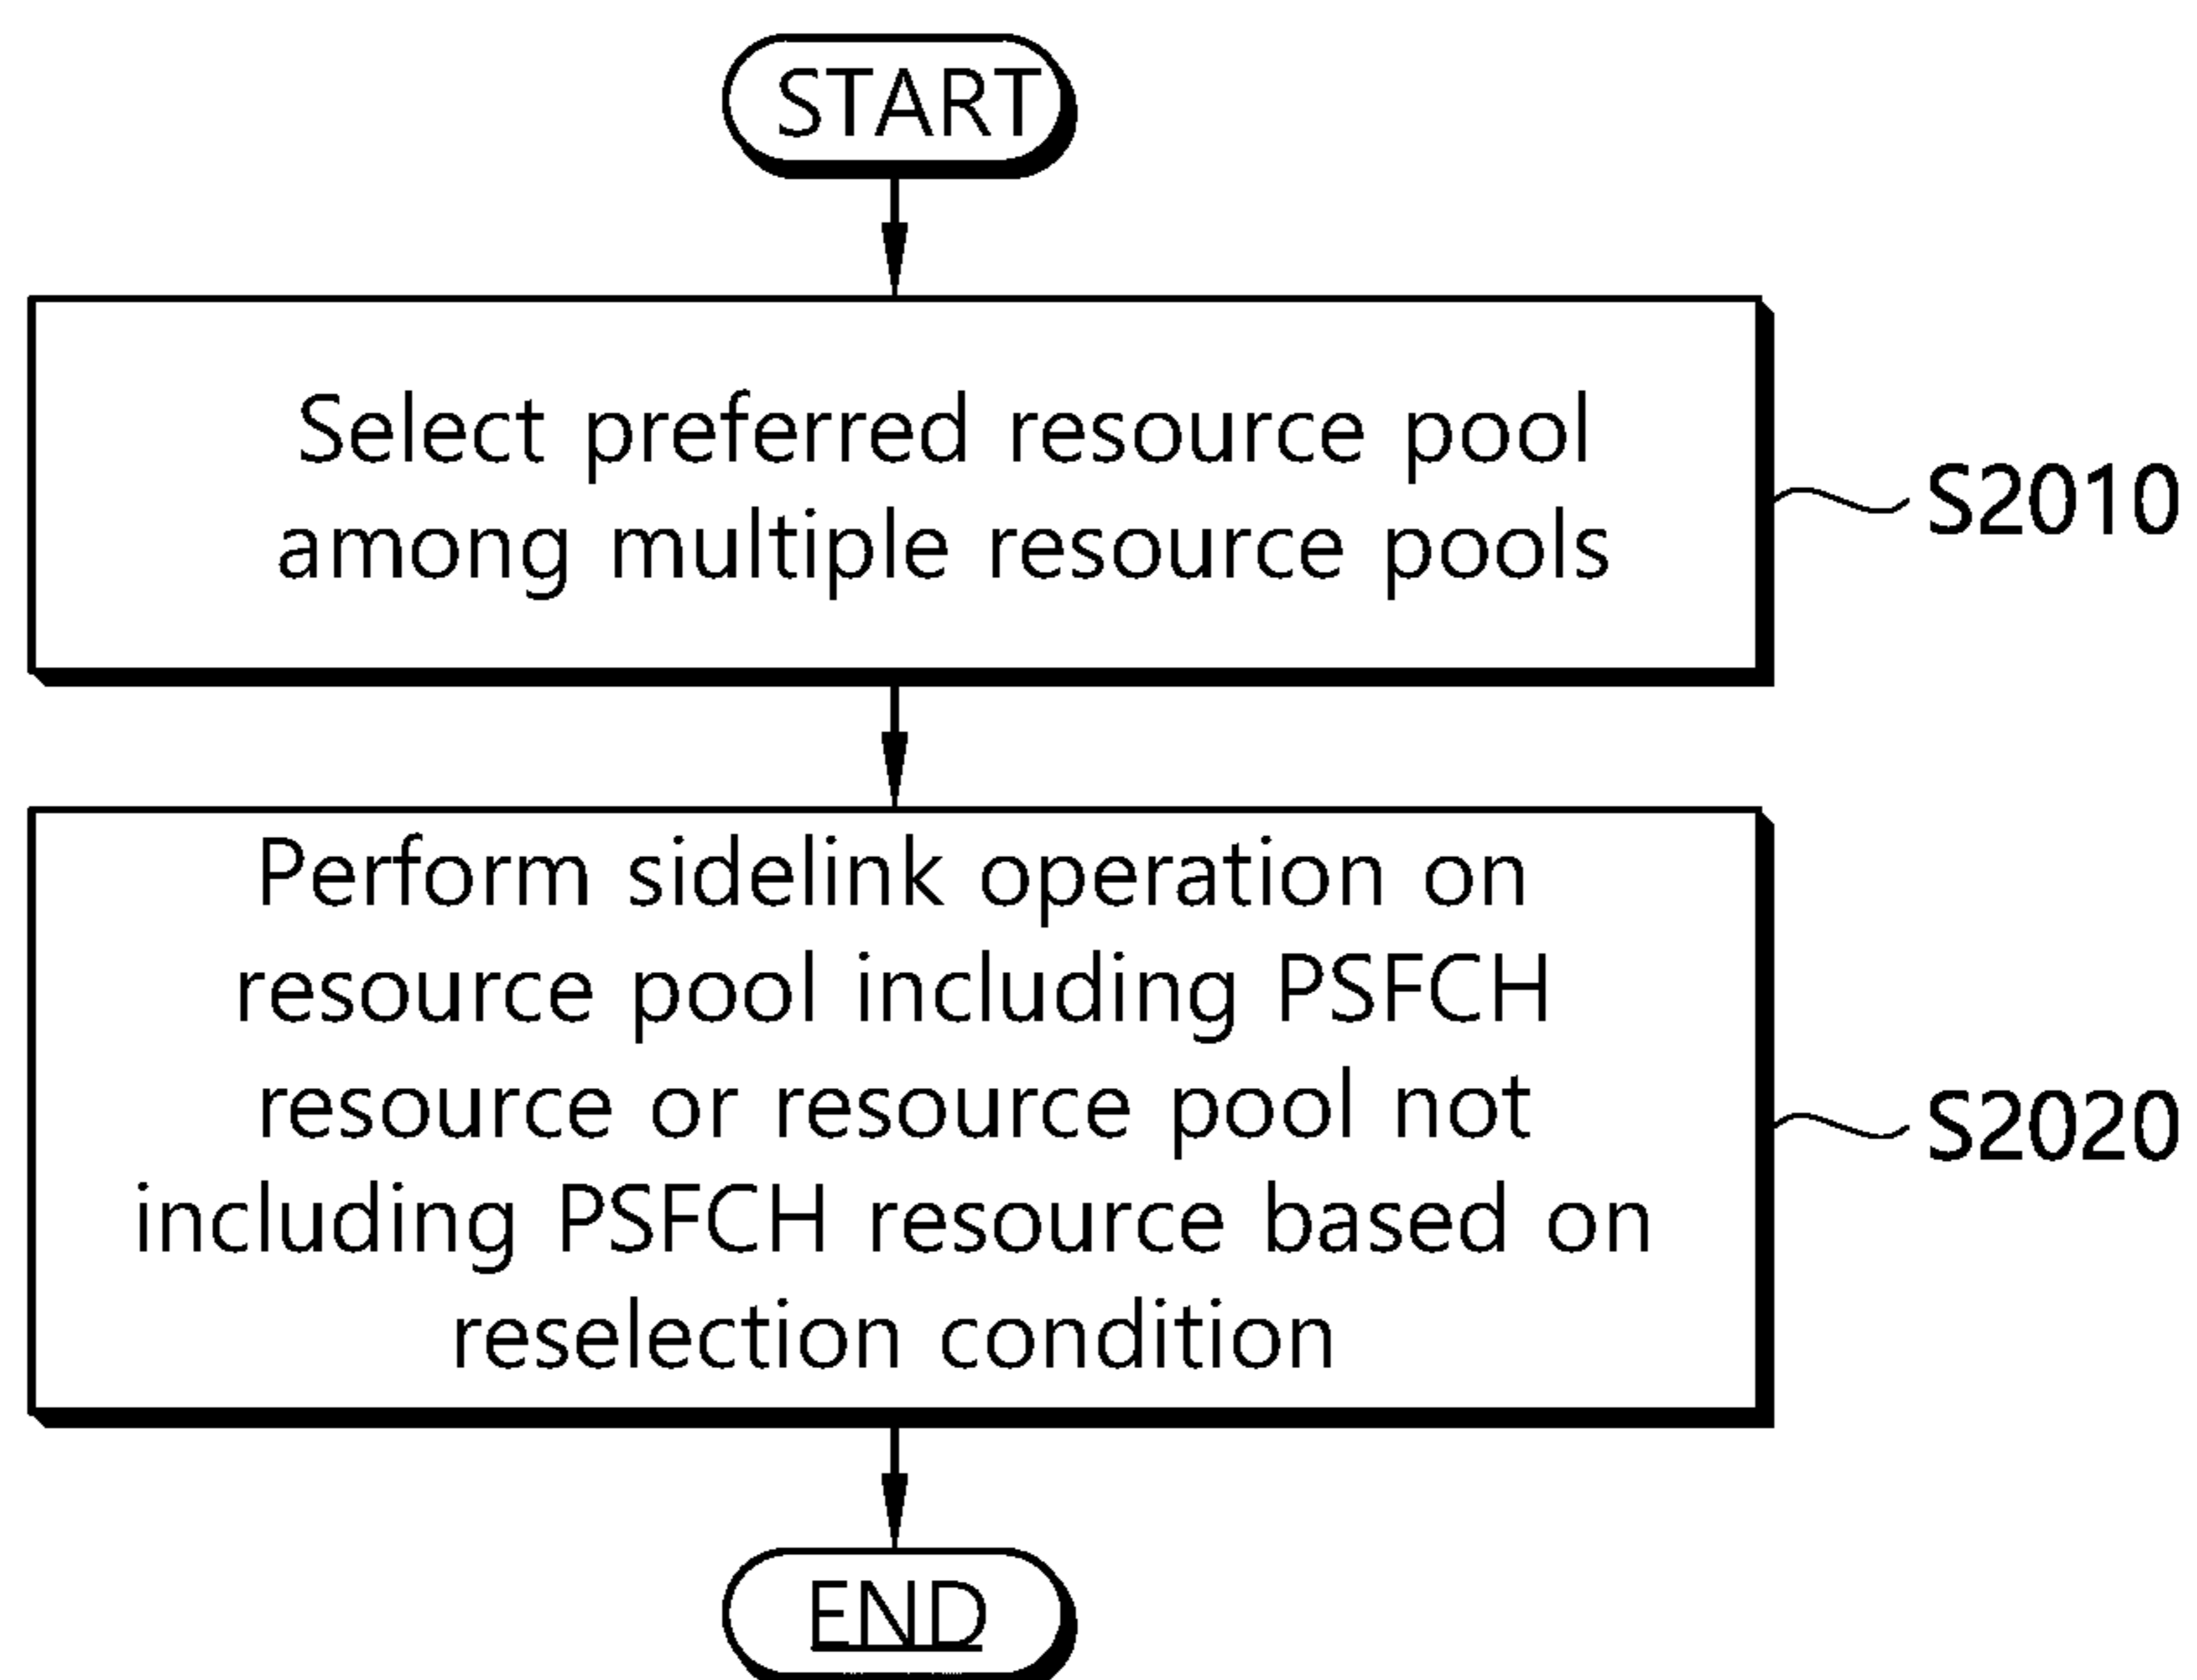 START
Select preferred resource pool
among multiple resource pools
S2010
Perform sidelink operation on
resource pool including PSFCH
resource or resource pool not
including PSFCH resource based on
reselection condition
S2020
END